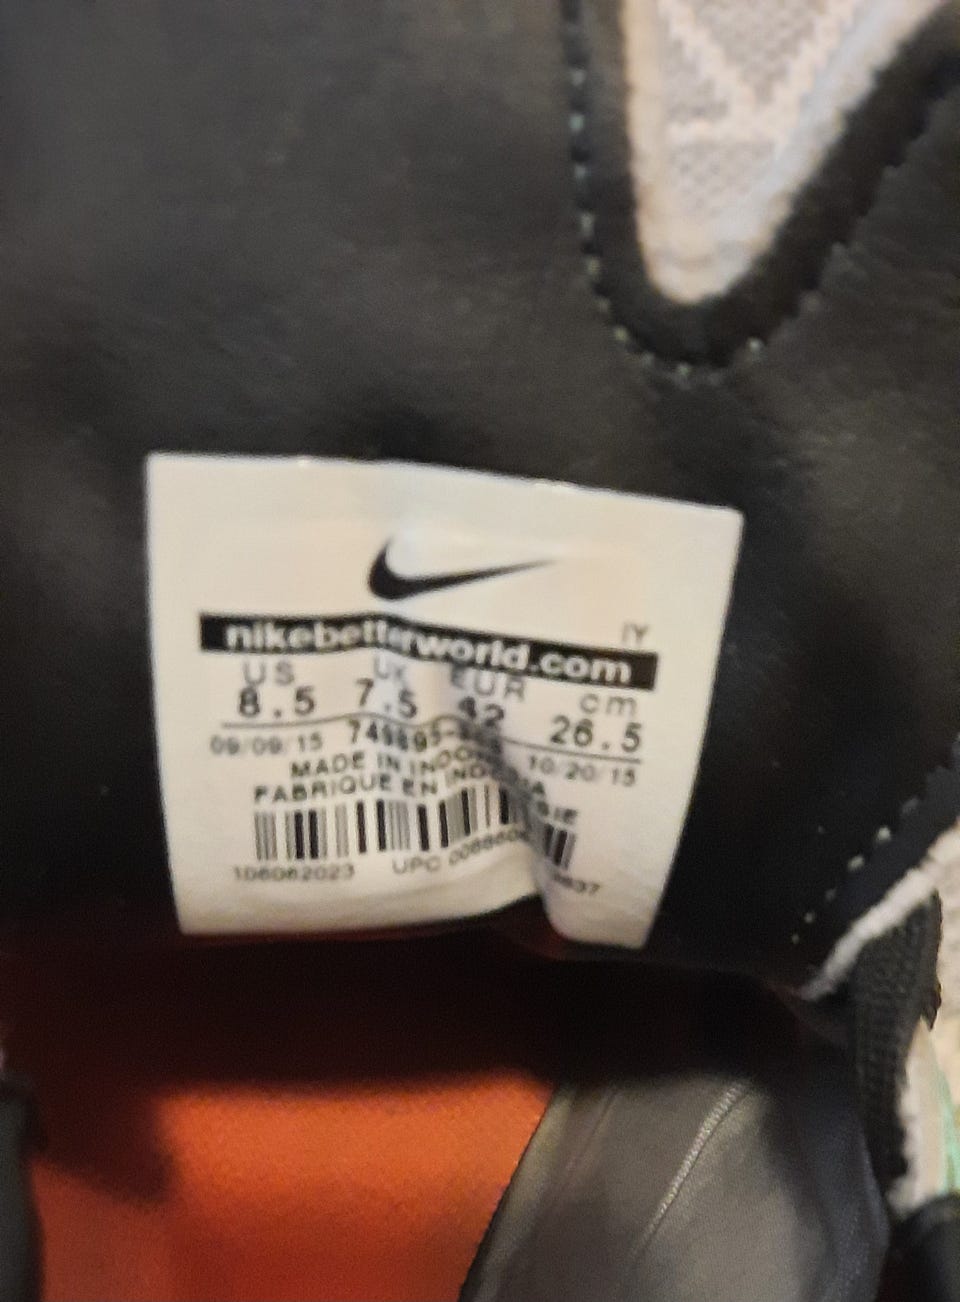 nikebetterworld.com
IY
US UK EUR cm
8.5 7.5 42 26.5
09/09/15 10/20/15
MADE IN
FABRIQUE EN
106062023 UPC